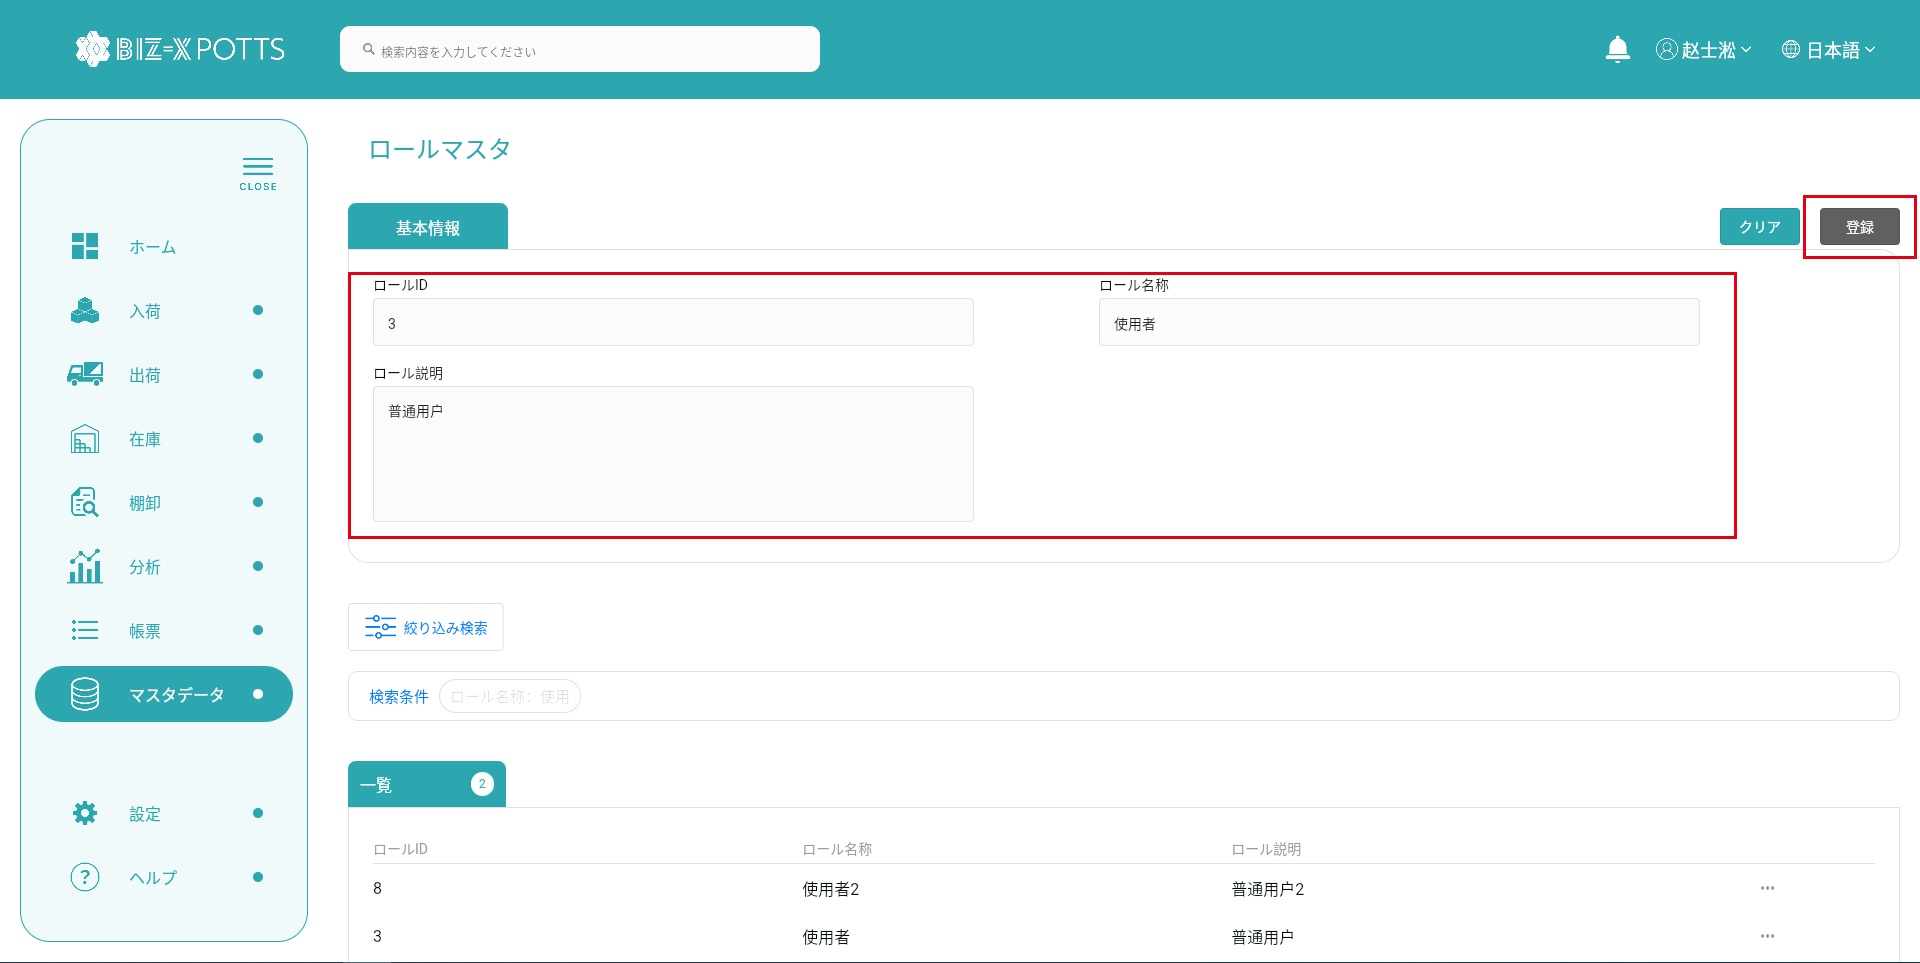 BIZ=X POTTS
検索内容を入力してください
赵士淞
日本語
CLOSE
ホーム
入荷
出荷
在庫
棚卸
分析
帳票
マスタデータ
設定
ヘルプ
ロールマスタ
基本情報
クリア
登録
ロールID
ロール名称
3
使用者
ロール説明
普通用户
絞り込み検索
検索条件
ロール名称：使用
一覧
2
ロールID ロール名称 ロール説明
8 使用者2 普通用户2
3 使用者 普通用户